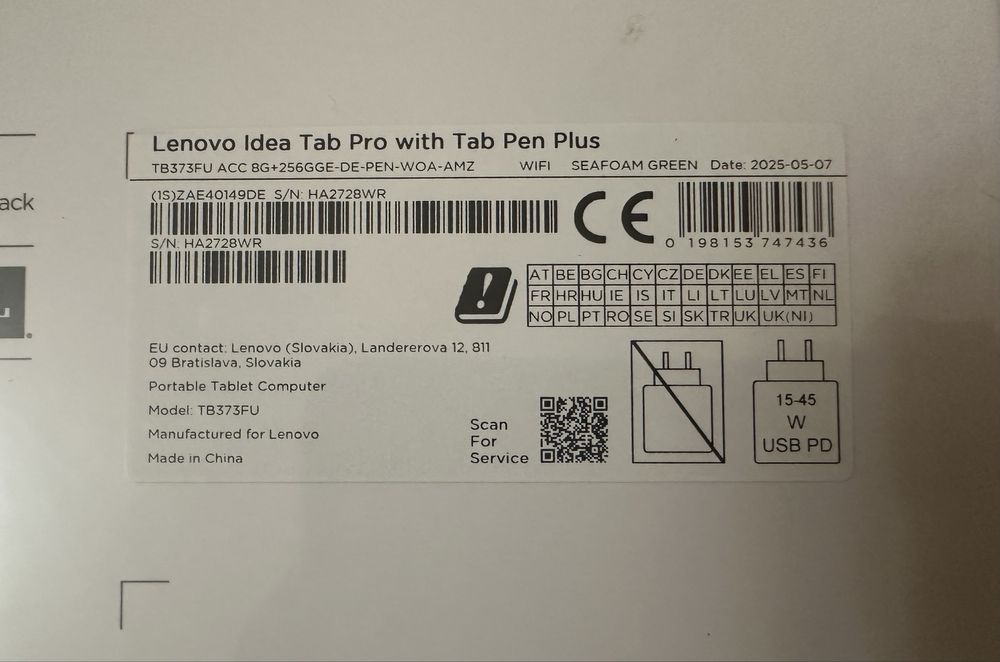 ack
Lenovo Idea Tab Pro with Tab Pen Plus
TB373FU ACC 8G+256GGE-DE-PEN-WOA-AMZ WIFI SEAFOAM GREEN Date: 2025-05-07
(1S)ZAE40149DE S/N: HA2728WR
S/N: HA2728WR
CE
0 198153 747436
AT BE BG CH CY CZ DE DK EE EL ES FI
FR HR HU IE IS IT LI LT LU LV MT NL
NO PL PT RO SE SI SK TR UK UK(NI)
EU contact: Lenovo (Slovakia), Landererova 12, 811
09 Bratislava, Slovakia
Portable Tablet Computer
Model: TB373FU
Manufactured for Lenovo
Made in China
Scan
For
Service
15-45
W
USB PD